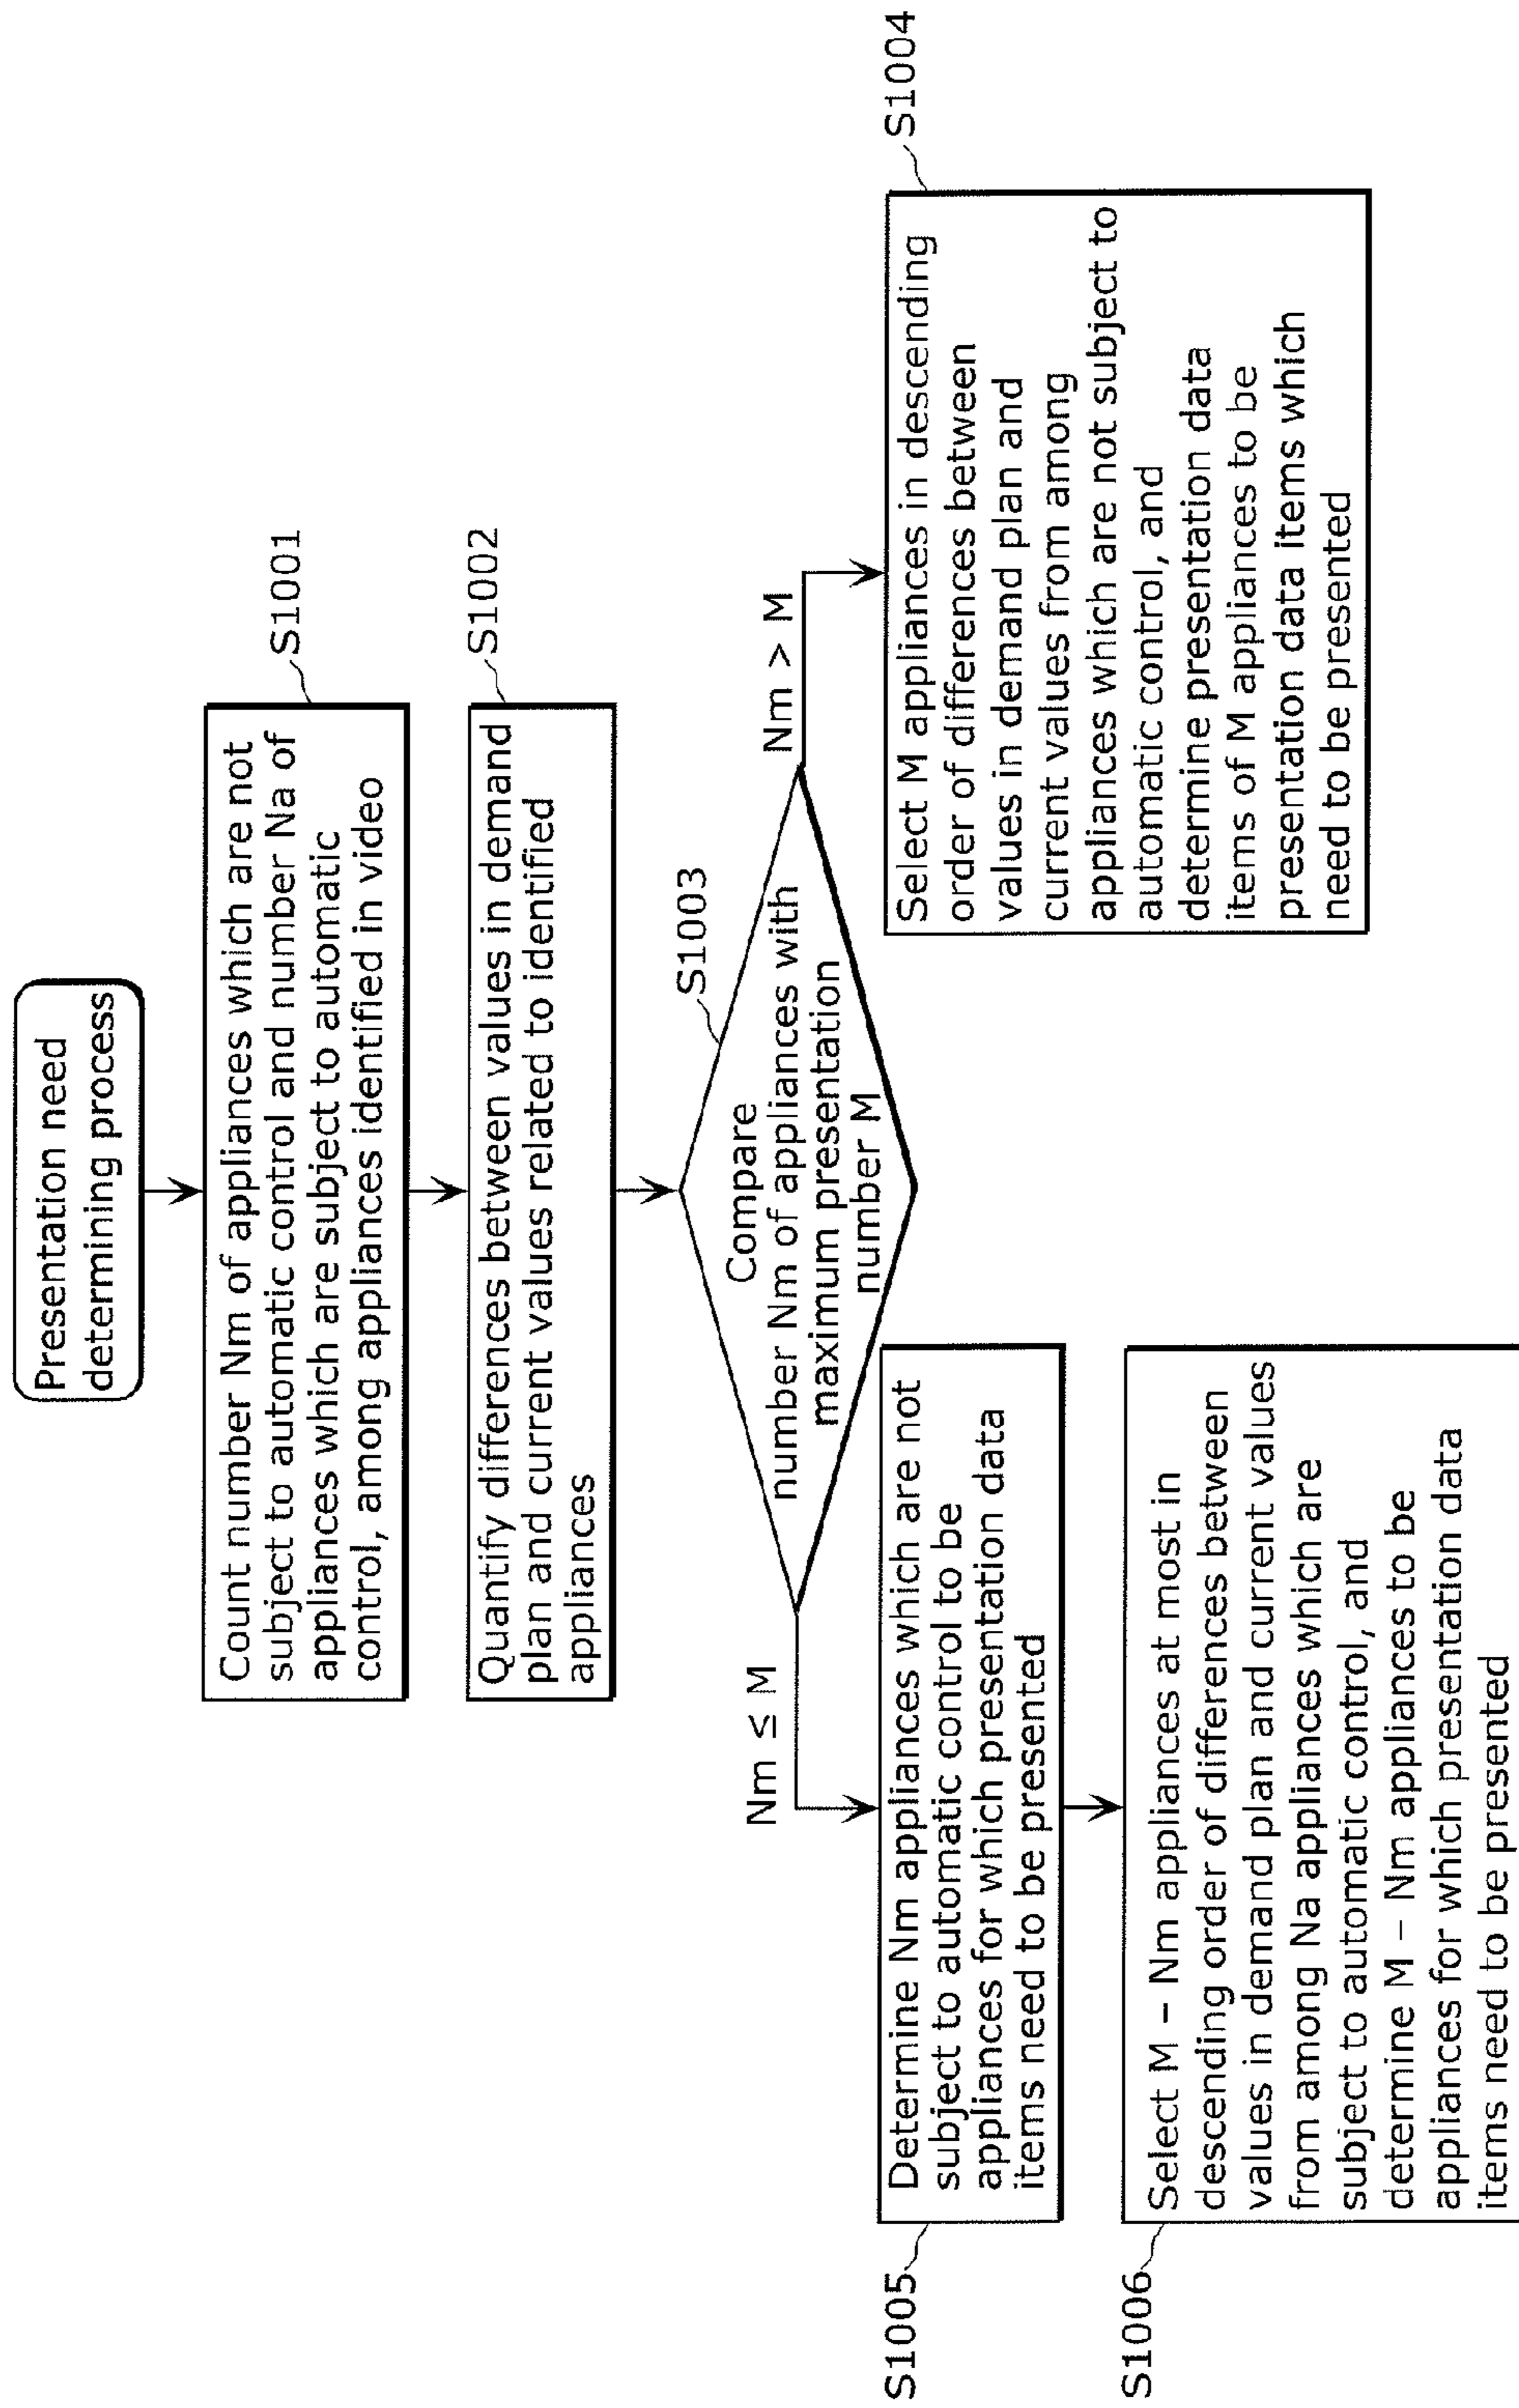 Presentation need
determining process
S1001
Count number Nm of appliances which are not
subject to automatic control and number Na of
appliances which are subject to automatic
control, among appliances identified in video
S1002
Quantify differences between values in demand
plan and current values related to identified
appliances
S1003
Compare
number Nm of appliances with
maximum presentation
number M
Nm ≤ M
Nm > M
S1004
Select M appliances in descending
order of differences between
values in demand plan and
current values from among
appliances which are not subject to
automatic control, and
determine presentation data
items of M appliances to be
presentation data items which
need to be presented
S1005
Determine Nm appliances which are not
subject to automatic control to be
appliances for which presentation data
items need to be presented
S1006
Select M – Nm appliances at most in
descending order of differences between
values in demand plan and current values
from among Na appliances which are
subject to automatic control, and
determine M – Nm appliances to be
appliances for which presentation data
items need to be presented